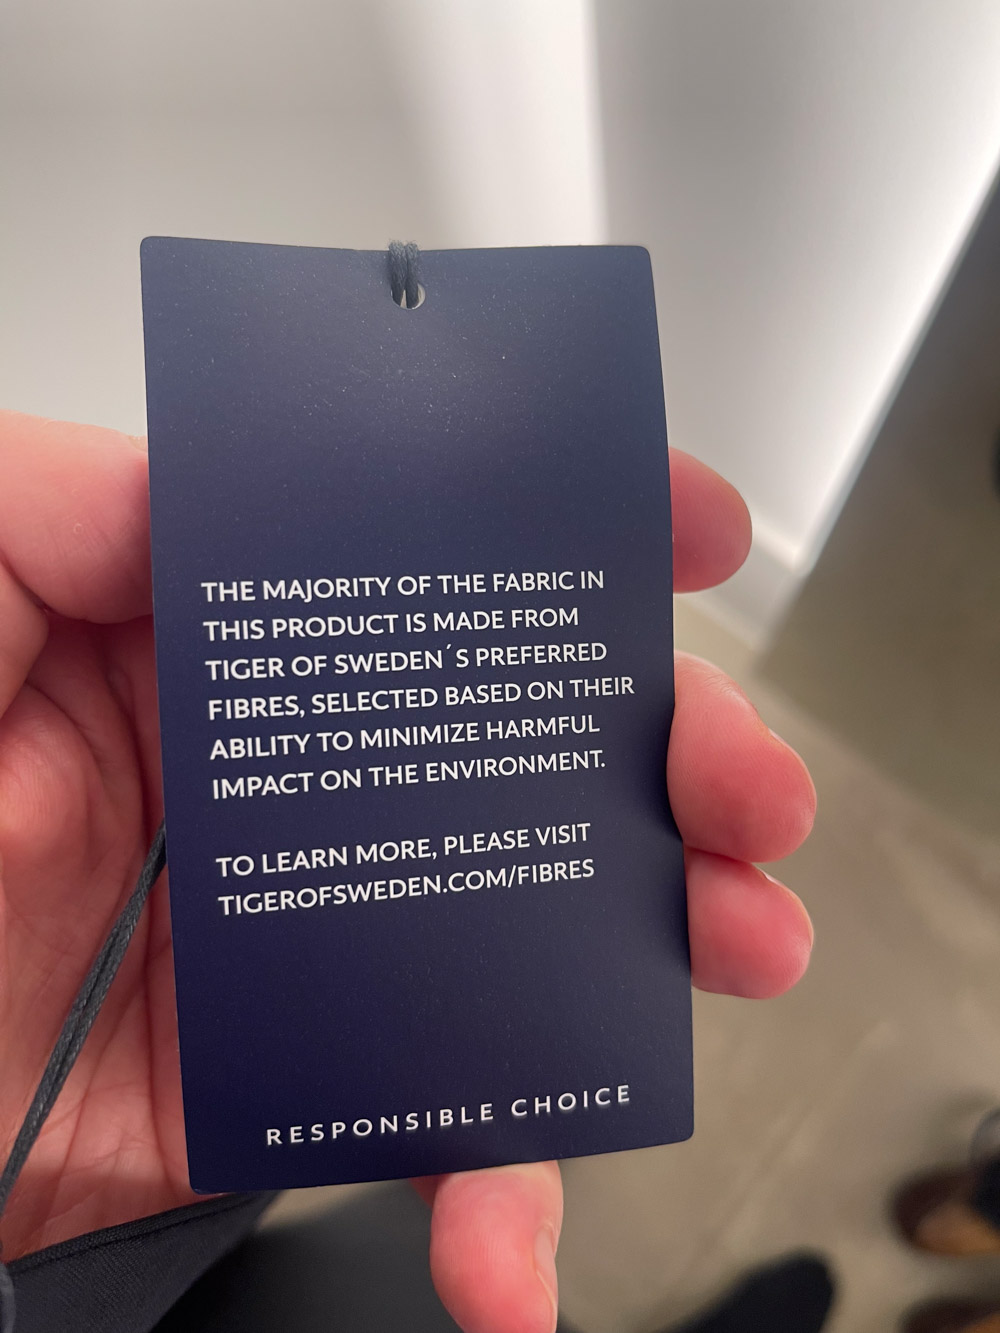 THE MAJORITY OF THE FABRIC IN
THIS PRODUCT IS MADE FROM
TIGER OF SWEDEN´S PREFERRED
FIBRES, SELECTED BASED ON THEIR
ABILITY TO MINIMIZE HARMFUL
IMPACT ON THE ENVIRONMENT.
TO LEARN MORE, PLEASE VISIT
TIGEROFSWEDEN.COM/FIBRES
RESPONSIBLE CHOICE